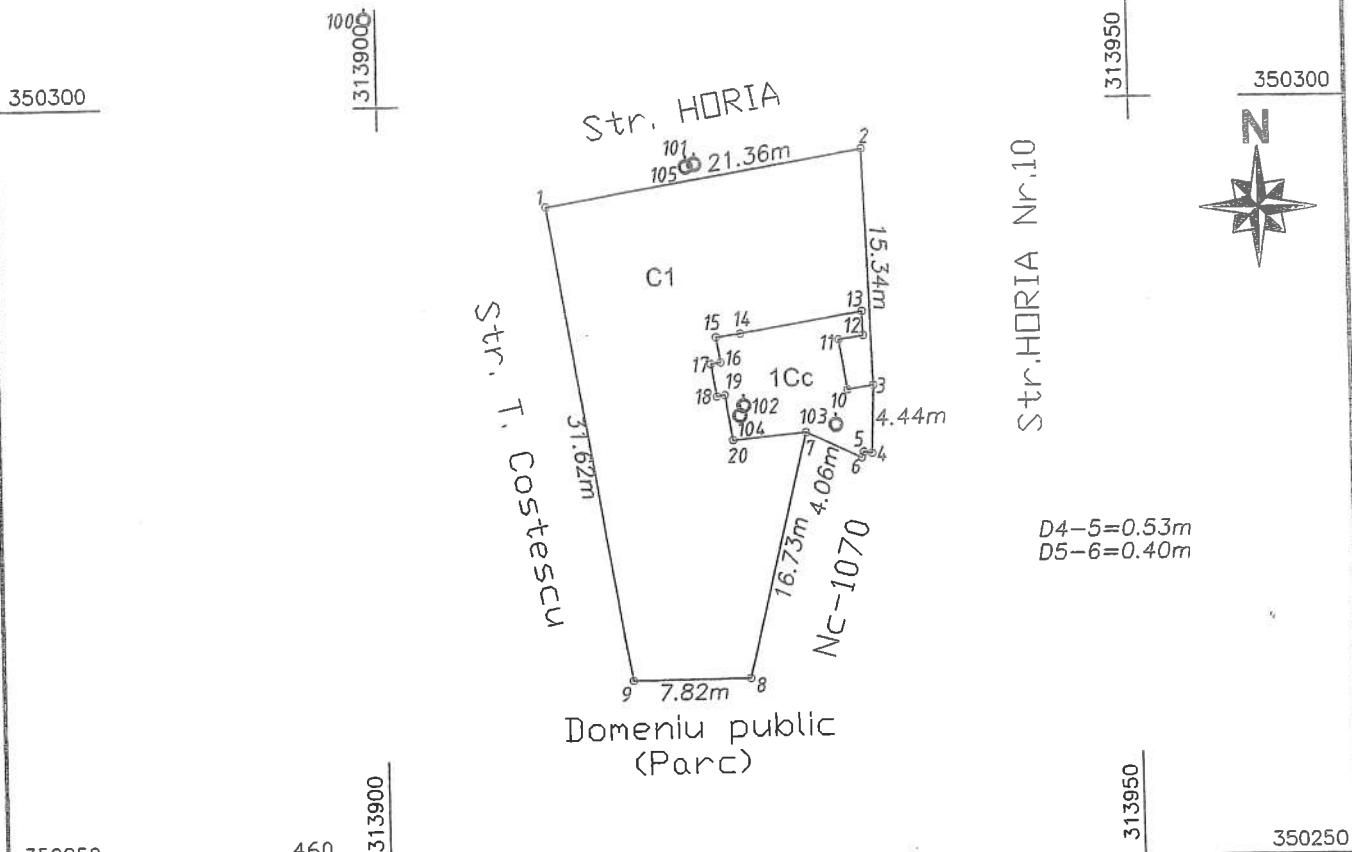 100
313900
313950
350300
350300
N
Str. HORIA
2
101
21.36m
105
1
Str.HORIA Nr.10
15.34m
C1
13
15
14
12
11
Str. T. Costescu
17
16
1Cc
19
3
18
10
102
103
4.44m
104
5
4
20
7
6
31.62m
4.06m
16.73m
D4-5=0.53m
D5-6=0.40m
Nc-1070
9
7.82m
8
Domeniu public
(Parc)
313900
313950
350250
460
350250